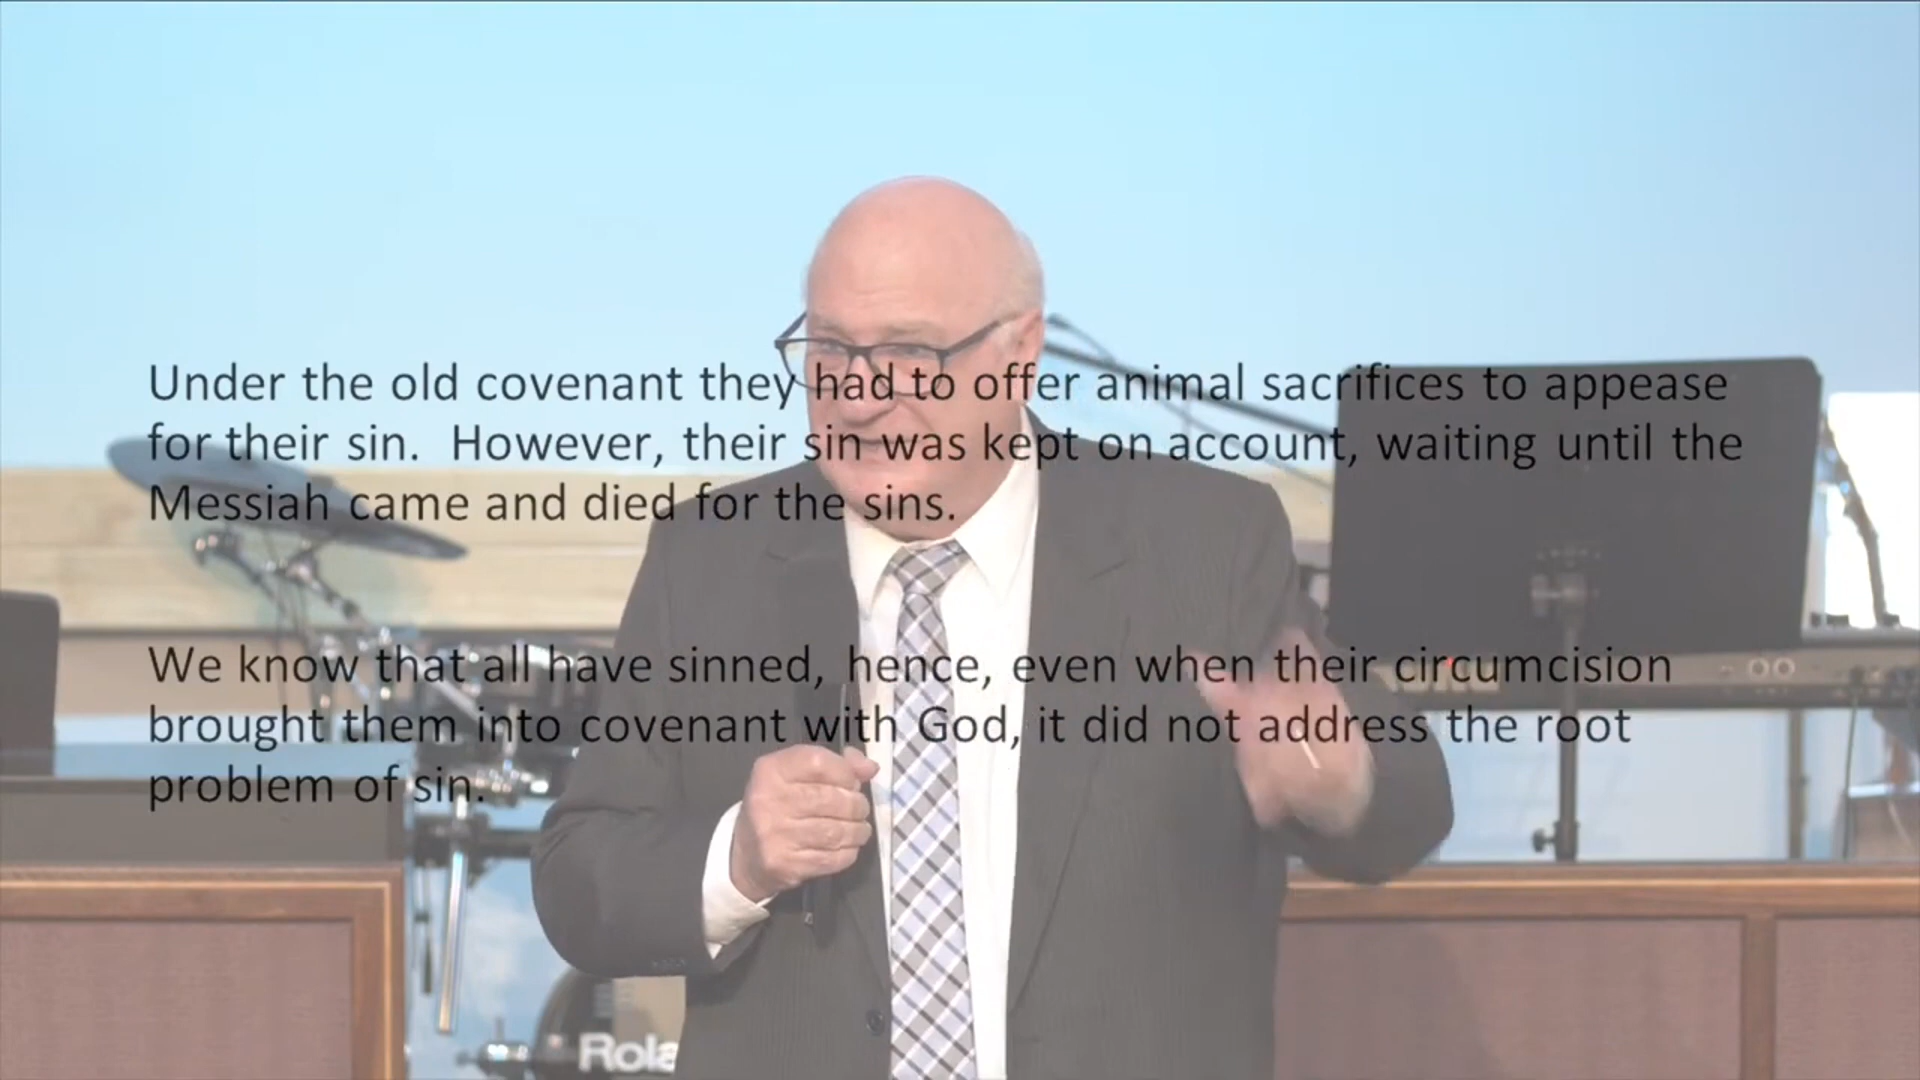 Under the old covenant they had to offer animal sacrifices to appease
for their sin.  However, their sin was kept on account, waiting until the
Messiah came and died for the sins.
We know that all have sinned, hence, even when their circumcision
brought them into covenant with God, it did not address the root
problem of sin.